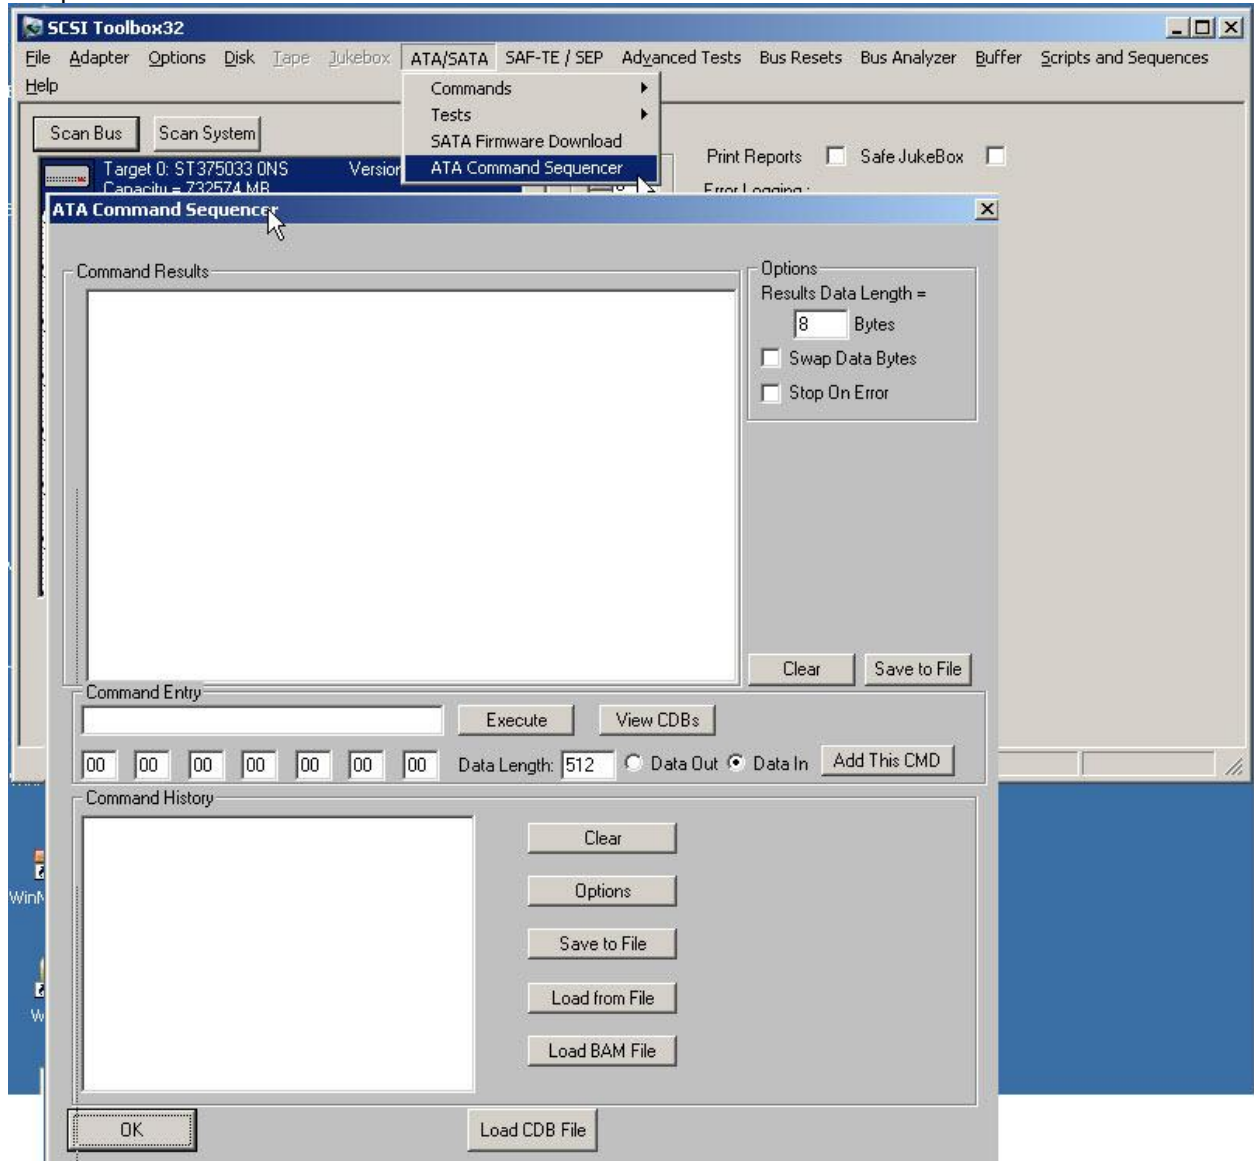 SCSI Toolbox32
File Adapter Options Disk Tape Jukebox ATA/SATA SAF-TE / SEP Advanced Tests Bus Resets Bus Analyzer Buffer Scripts and Sequences
Help
Commands
Tests
SATA Firmware Download
ATA Command Sequencer
Scan Bus Scan System
Print Reports Safe JukeBox
Target 0: ST375033 0NS Version
Capacity = 732574 MB
Error Logging :
ATA Command Sequencer
Command Results
Options
Results Data Length =
8 Bytes
Swap Data Bytes
Stop On Error
Clear Save to File
Command Entry
Execute View CDBs
00 00 00 00 00 00 00 Data Length: 512 Data Out Data In Add This CMD
Command History
Clear
Options
Save to File
Load from File
Load BAM File
OK Load CDB File